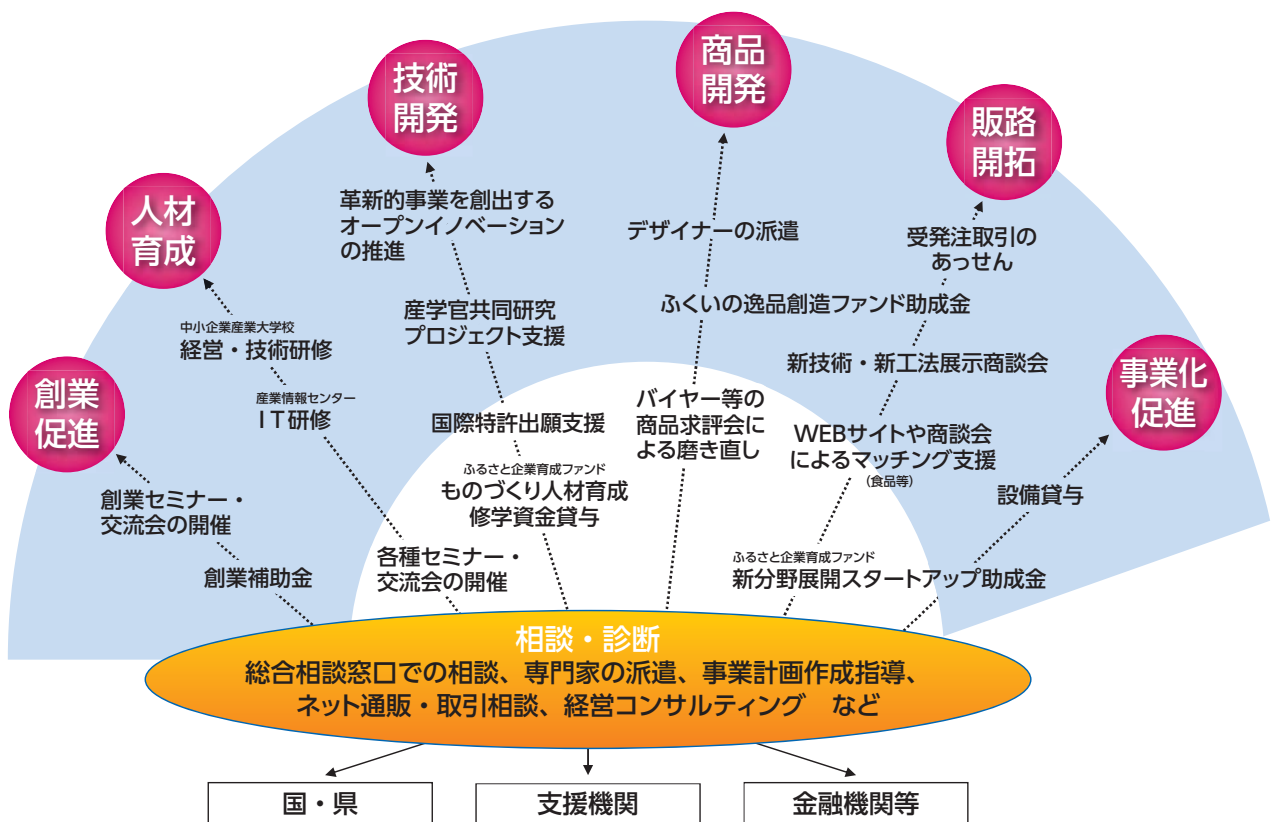 創業
促進
創業セミナー・
交流会の開催
創業補助金
人材
育成
中小企業産業大学校
経営・技術研修
産業情報センター
IT研修
各種セミナー・
交流会の開催
技術
開発
革新的事業を創出する
オープンイノベーション
の推進
産学官共同研究
プロジェクト支援
国際特許出願支援
ふるさと企業育成ファンド
ものづくり人材育成
修学資金貸与
商品
開発
デザイナーの派遣
ふくいの逸品創造ファンド助成金
バイヤー等の
商品求評会に
よる磨き直し
販路
開拓
受発注取引の
あっせん
新技術・新工法展示商談会
WEBサイトや商談会
によるマッチング支援
(食品等)
ふるさと企業育成ファンド
新分野展開スタートアップ助成金
事業化
促進
設備貸与
相談・診断
総合相談窓口での相談、専門家の派遣、事業計画作成指導、
ネット通販・取引相談、経営コンサルティング　など
国・県
支援機関
金融機関等